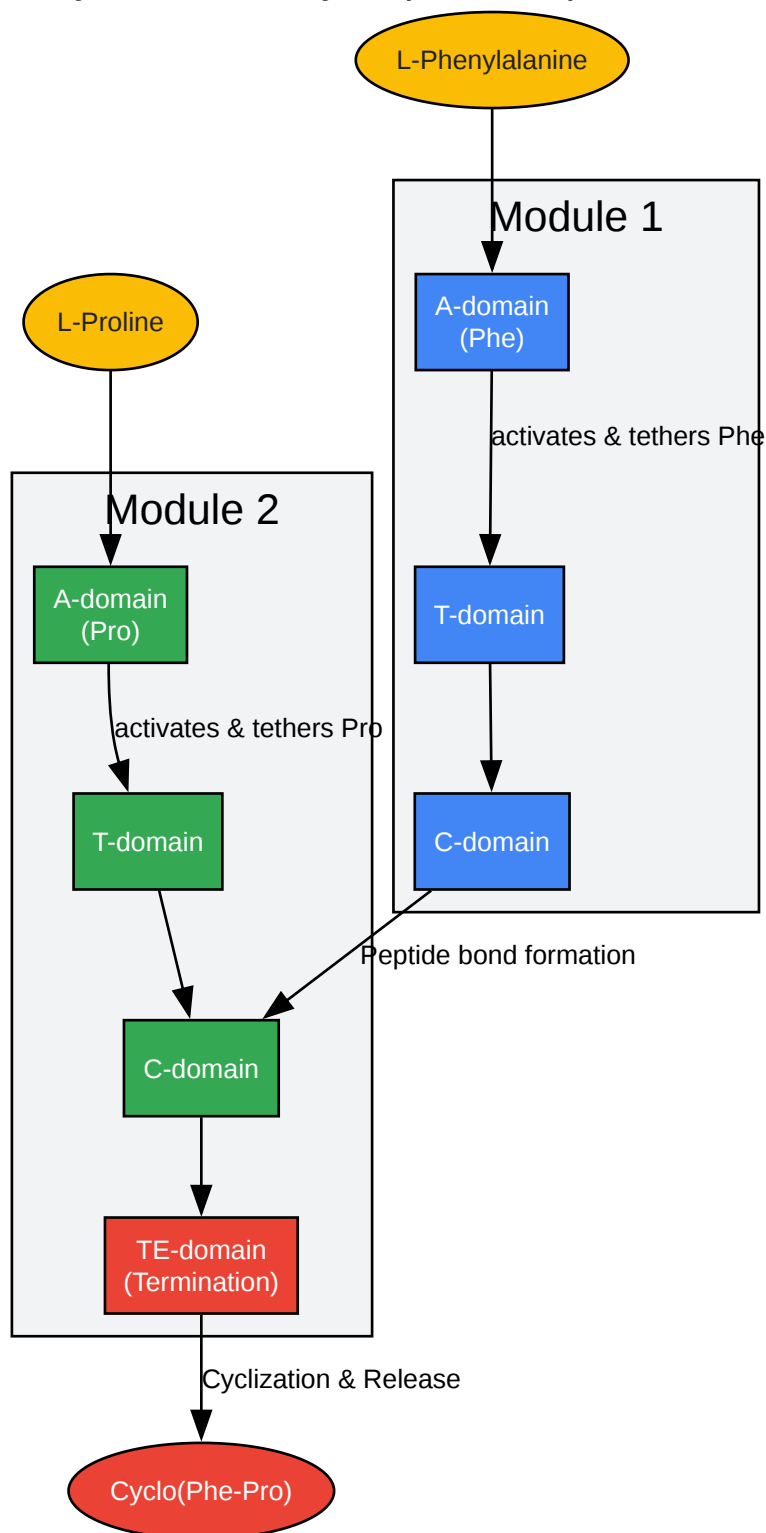 L-Phenylalanine
Module 1
A-domain
(Phe)
L-Proline
activates & tethers Phe
Module 2
A-domain
(Pro)
T-domain
activates & tethers Pro
T-domain
C-domain
Peptide bond formation
C-domain
TE-domain
(Termination)
Cyclization & Release
Cyclo(Phe-Pro)